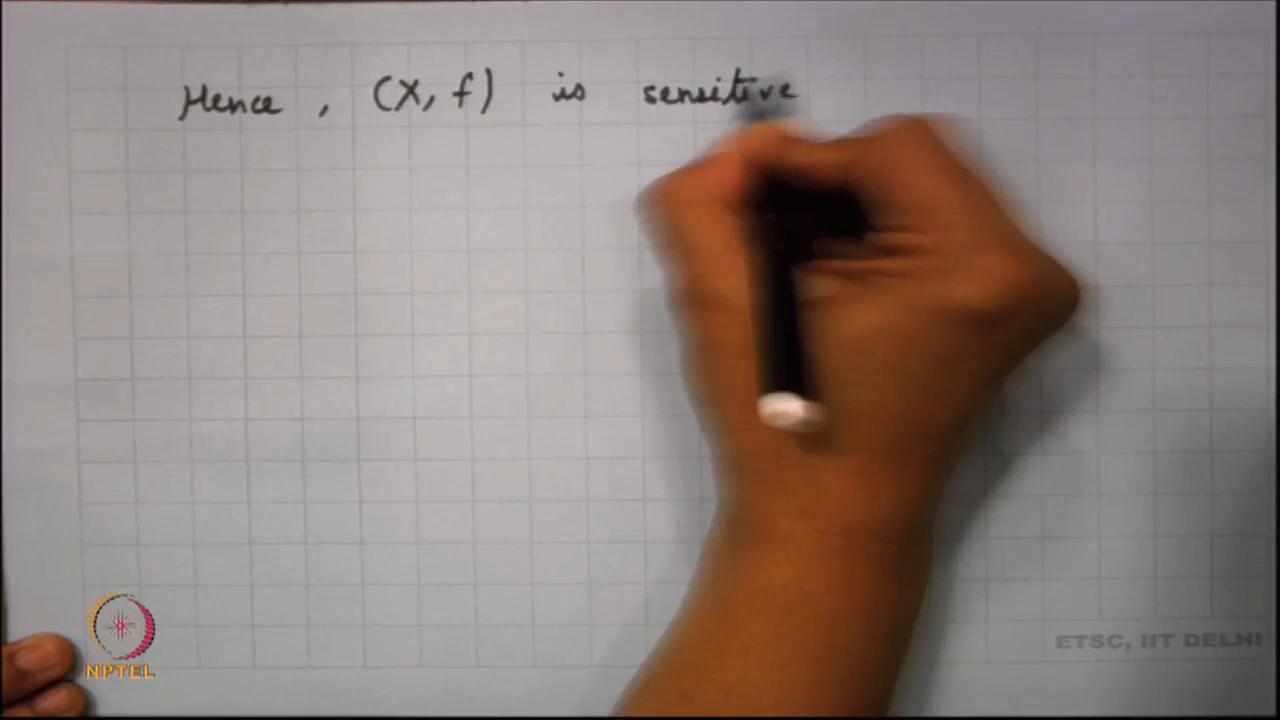 Hence, (X, f) is sensitive
NPTEL
ETSC, IIT DELHI